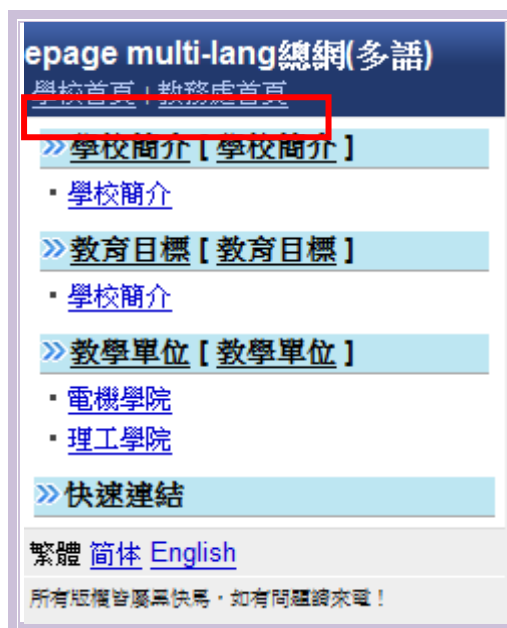 epage multi-lang總網(多語)
學校首頁 | 教務處首頁
學校簡介 [ 學校簡介 ]
學校簡介
教育目標 [ 教育目標 ]
學校簡介
教學單位 [ 教學單位 ]
電機學院
理工學院
快速連結
繁體 简体 English
所有版權皆屬黑快馬，如有問題請來電！